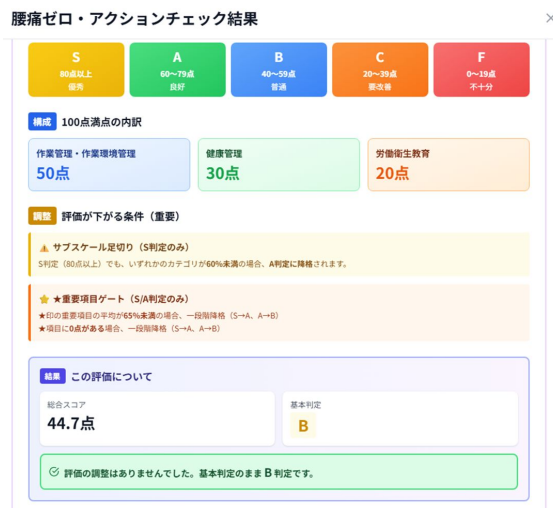 腰痛ゼロ・アクションチェック結果
S
80点以上
優秀
A
60〜79点
良好
B
40〜59点
普通
C
20〜39点
要改善
F
0〜19点
不十分
構成 100点満点の内訳
作業管理・作業環境管理
50点
健康管理
30点
労働衛生教育
20点
調整 評価が下がる条件（重要）
⚠️ サブスケール足切り（S判定のみ）
S判定（80点以上）でも、いずれかのカテゴリが60%未満の場合、A判定に降格されます。
⭐ ★重要項目ゲート（S/A判定のみ）
★印の重要項目の平均が65%未満の場合、一段階降格（S→A、A→B）
★項目に0点がある場合、一段階降格（S→A、A→B）
結果 この評価について
総合スコア
44.7点
基本判定
B
評価の調整はありませんでした。基本判定のまま B 判定です。